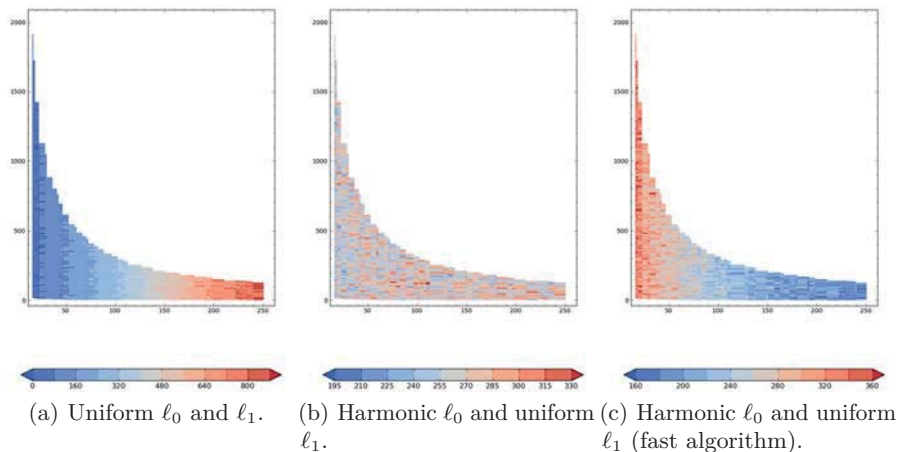 2000
1500
1000
500
0
50 100 150 200 250
0 160 320 480 640 800
(a) Uniform ℓ0 and ℓ1.
2000
1500
1000
500
0
50 100 150 200 250
195 210 225 240 255 270 285 300 315 330
(b) Harmonic ℓ0 and uniform
ℓ1.
2000
1500
1000
500
0
50 100 150 200 250
160 200 240 280 320 360
(c) Harmonic ℓ0 and uniform
ℓ1 (fast algorithm).